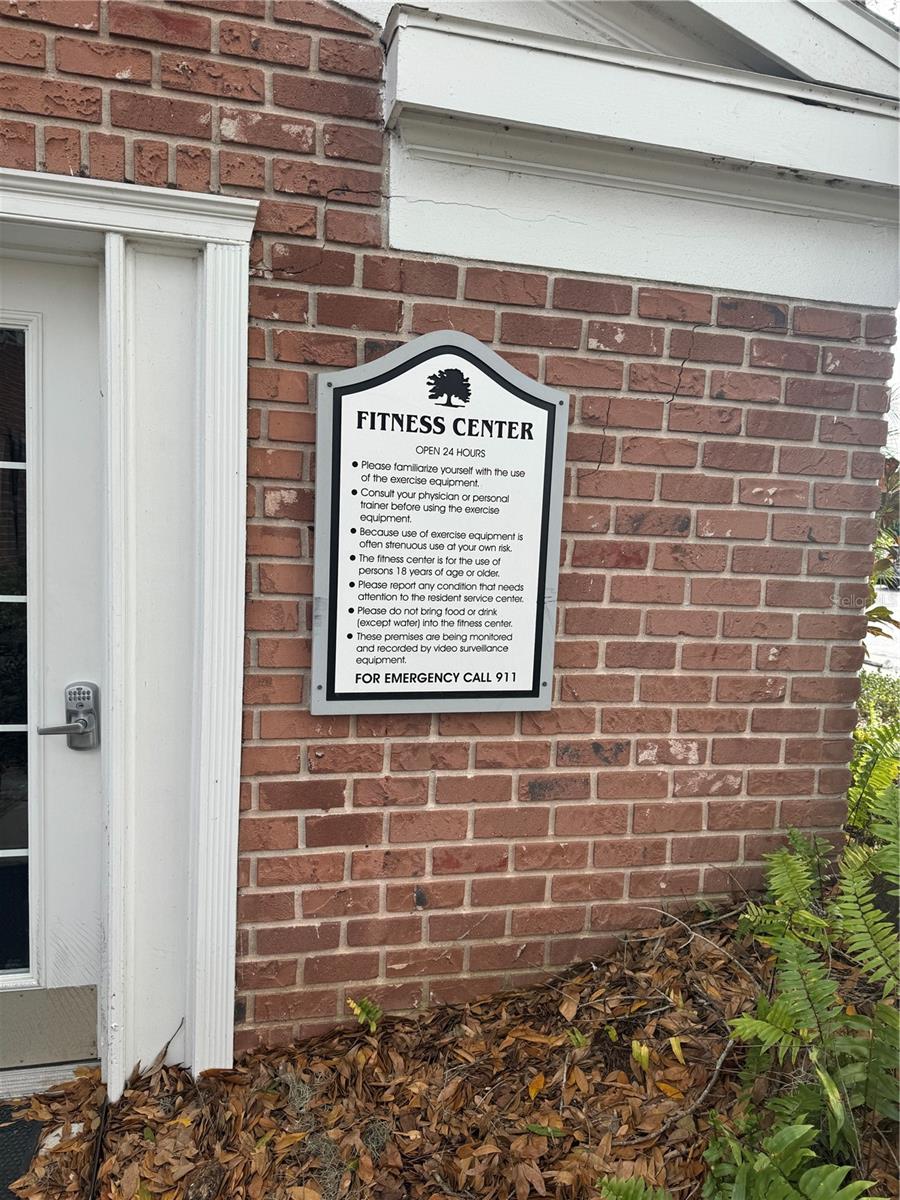 FITNESS CENTER
OPEN 24 HOURS
• Please familiarize yourself with the use
of the exercise equipment.
• Consult your physician or personal
trainer before using the exercise
equipment.
• Because use of exercise equipment is
often strenuous use at your own risk.
• The fitness center is for the use of
persons 18 years of age or older.
• Please report any condition that needs
attention to the resident service center.
• Please do not bring food or drink
(except water) into the fitness center.
• These premises are being monitored
and recorded by video surveillance
equipment.
FOR EMERGENCY CALL 911